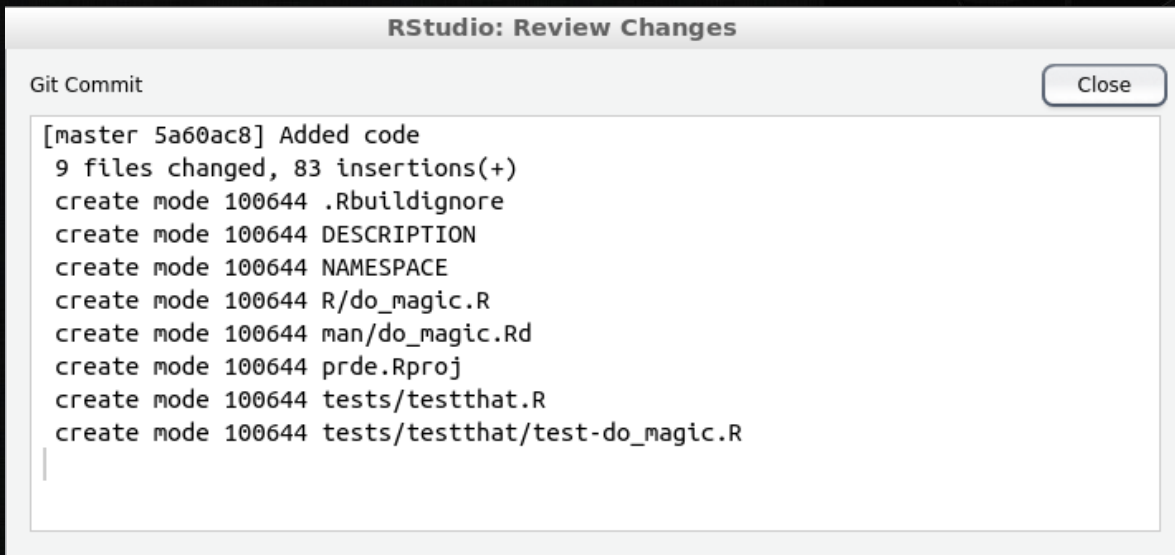 RStudio: Review Changes
Git Commit
Close
[master 5a60ac8] Added code
9 files changed, 83 insertions(+)
create mode 100644 .Rbuildignore
create mode 100644 DESCRIPTION
create mode 100644 NAMESPACE
create mode 100644 R/do_magic.R
create mode 100644 man/do_magic.Rd
create mode 100644 prde.Rproj
create mode 100644 tests/testthat.R
create mode 100644 tests/testthat/test-do_magic.R